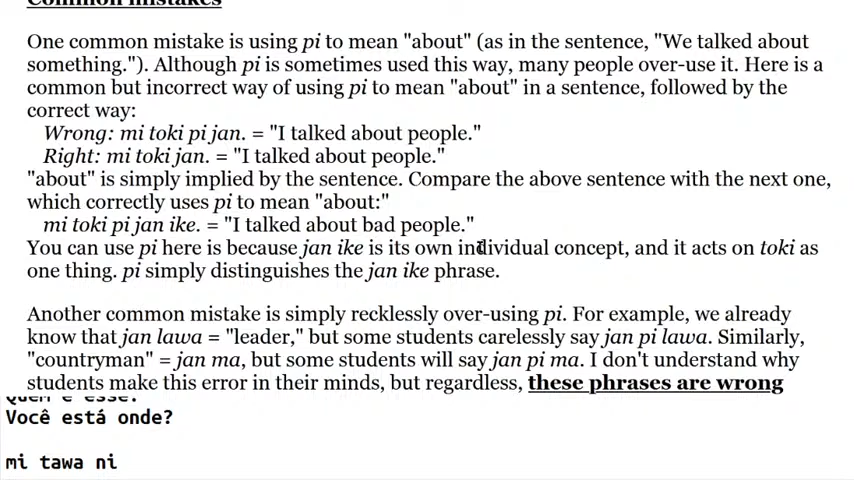 Common mistakes
One common mistake is using pi to mean "about" (as in the sentence, "We talked about
something."). Although pi is sometimes used this way, many people over-use it. Here is a
common but incorrect way of using pi to mean "about" in a sentence, followed by the
correct way:
Wrong: mi toki pi jan. = "I talked about people."
Right: mi toki jan. = "I talked about people."
"about" is simply implied by the sentence. Compare the above sentence with the next one,
which correctly uses pi to mean "about:"
mi toki pi jan ike. = "I talked about bad people."
You can use pi here is because jan ike is its own individual concept, and it acts on toki as
one thing. pi simply distinguishes the jan ike phrase.
Another common mistake is simply recklessly over-using pi. For example, we already
know that jan lawa = "leader," but some students carelessly say jan pi lawa. Similarly,
"countryman" = jan ma, but some students will say jan pi ma. I don't understand why
students make this error in their minds, but regardless, these phrases are wrong
Quem é esse?
Você está onde?
mi tawa ni